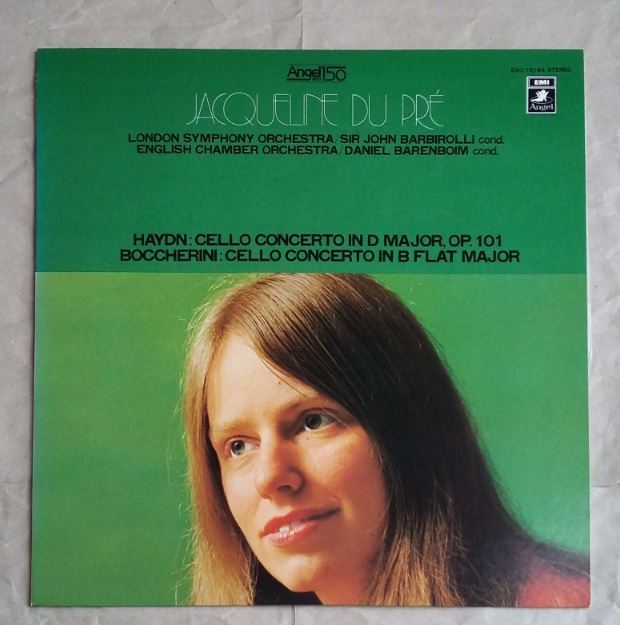 Angel 150
EAC-70184 STEREO
EMI
Angel
JACQUELINE DU PRÉ
LONDON SYMPHONY ORCHESTRA/SIR JOHN BARBIROLLI cond.
ENGLISH CHAMBER ORCHESTRA/DANIEL BARENBOIM cond.
HAYDN: CELLO CONCERTO IN D MAJOR, OP. 101
BOCCHERINI: CELLO CONCERTO IN B FLAT MAJOR